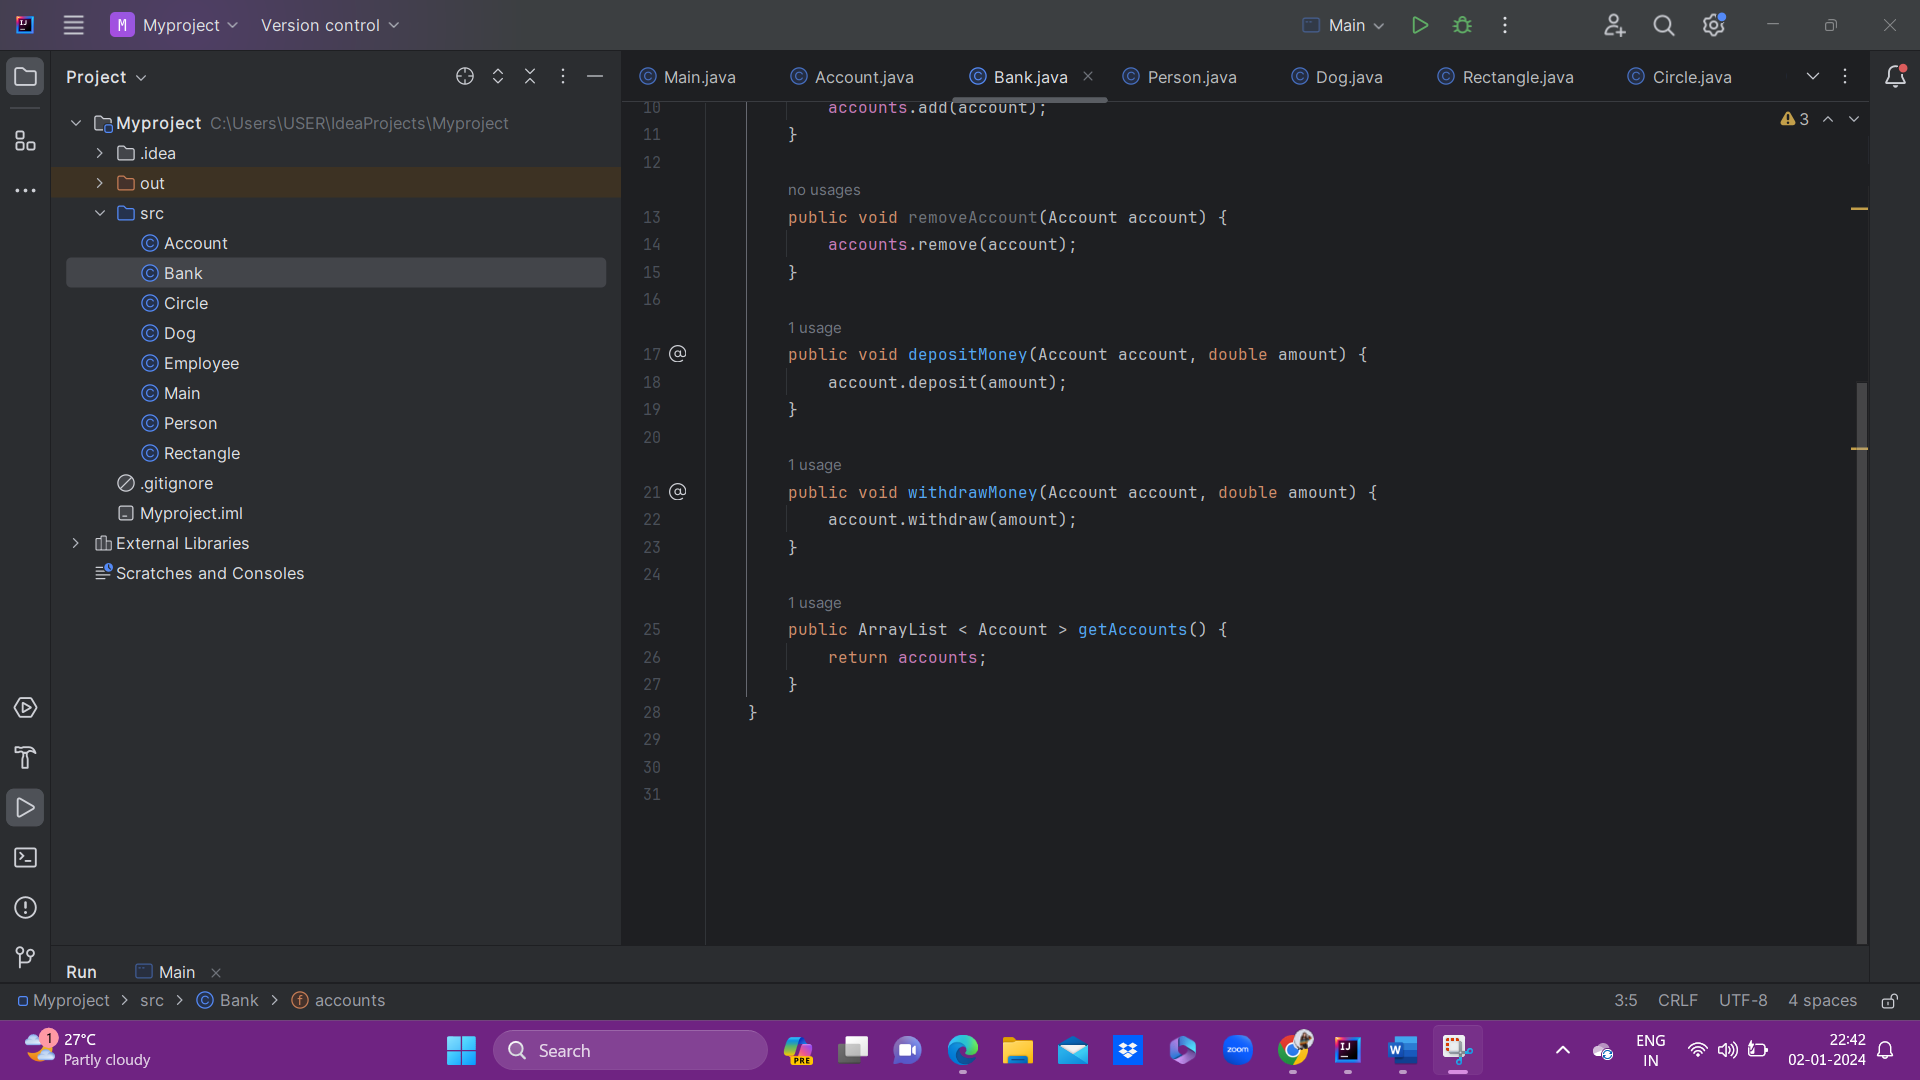 M Myproject Version control Main
Project
Myproject C:\Users\USER\IdeaProjects\Myproject
.idea
out
src
Account
Bank
Circle
Dog
Employee
Main
Person
Rectangle
.gitignore
Myproject.iml
External Libraries
Scratches and Consoles
Main.java Account.java Bank.java Person.java Dog.java Rectangle.java Circle.java
3
10 accounts.add(account);
11 }
12
no usages
13 public void removeAccount(Account account) {
14 accounts.remove(account);
15 }
16
1 usage
17 @ public void depositMoney(Account account, double amount) {
18 account.deposit(amount);
19 }
20
1 usage
21 @ public void withdrawMoney(Account account, double amount) {
22 account.withdraw(amount);
23 }
24
1 usage
25 public ArrayList < Account > getAccounts() {
26 return accounts;
27 }
28 }
29
30
31
Run Main
Myproject > src > Bank > accounts 3:5 CRLF UTF-8 4 spaces
1 27°C
Partly cloudy
Search
PRE
zoom
ENG
IN
22:42
02-01-2024